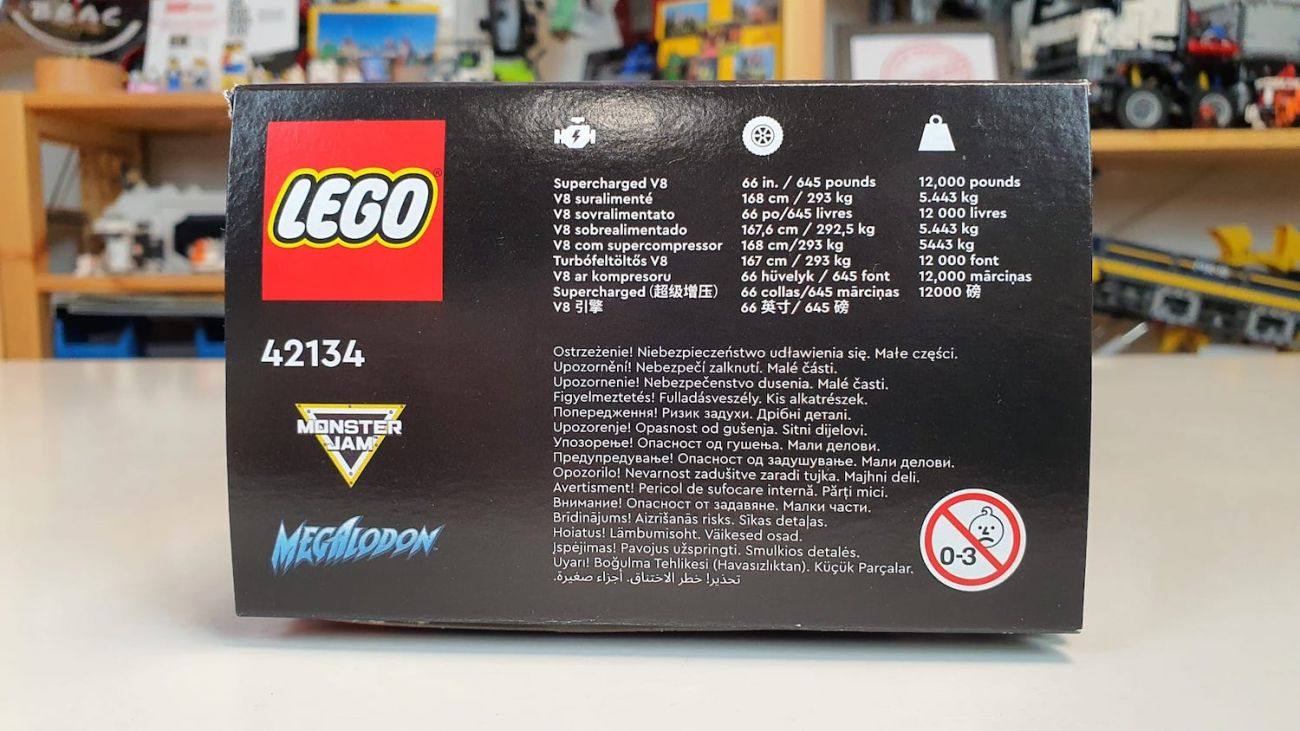 LEGO®
42134
MONSTER
JAM
MEGALODON
Supercharged V8
V8 suralimenté
V8 sovralimentato
V8 sobrealimentado
V8 com supercompressor
Turbófeltöltős V8
V8 ar kompresoru
Supercharged (超级增压)
V8 引擎
66 in. / 645 pounds
168 cm / 293 kg
66 po/645 livres
167,6 cm / 292,5 kg
168 cm/293 kg
167 cm / 293 kg
66 hüvelyk / 645 font
66 collas/645 mārciņas
66 英寸/ 645 磅
12,000 pounds
5.443 kg
12 000 livres
5.443 kg
5443 kg
12 000 font
12,000 mārciņas
12000 磅
Ostrzeżenie! Niebezpieczeństwo udławienia się. Małe części.
Upozornění! Nebezpečí zalknutí. Malé části.
Upozornenie! Nebezpečenstvo dusenia. Malé časti.
Figyelmeztetés! Fulladásveszély. Kis alkatrészek.
Попередження! Ризик задухи. Дрібні деталі.
Upozorenje! Opasnost od gušenja. Sitni dijelovi.
Упозорење! Опасност од гушења. Мали делови.
Предупредување! Опасност од задушување. Мали делови.
Opozorilo! Nevarnost zadušitve zaradi tujka. Majhni deli.
Avertisment! Pericol de sufocare internă. Părți mici.
Внимание! Опасност от задавяне. Малки части.
Brīdinājums! Aizrīšanās risks. Sīkas detaļas.
Hoiatus! Lämbumisoht. Väikesed osad.
Įspėjimas! Pavojus užspringti. Smulkios detalės.
Uyarı! Boğulma Tehlikesi (Havasızlıktan). Küçük Parçalar.
تحذير! خطر الاختناق. أجزاء صغيرة.
0-3